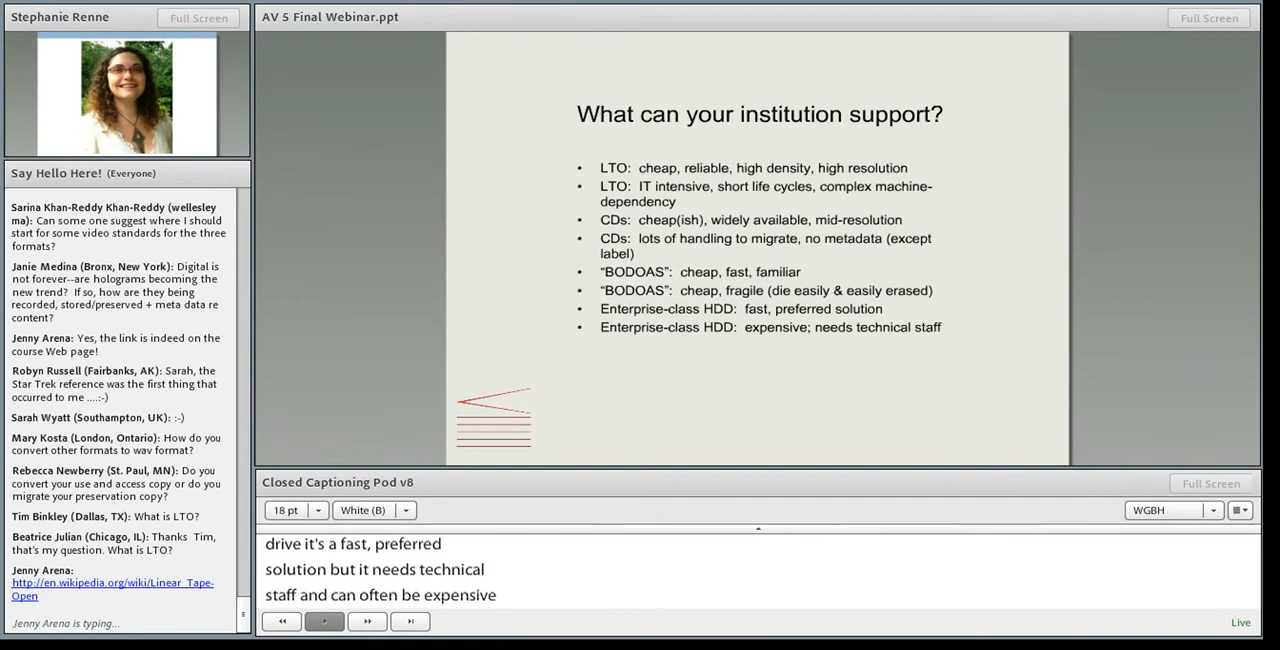 Stephanie Renne
Full Screen
Say Hello Here! (Everyone)
Sarina Khan-Reddy Khan-Reddy (wellesley
ma): Can some one suggest where I should
start for some video standards for the three
formats?
Janie Medina (Bronx, New York): Digital is
not forever--are holograms becoming the
new trend? If so, how are they being
recorded, stored/preserved + meta data re
content?
Jenny Arena: Yes, the link is indeed on the
course Web page!
Robyn Russell (Fairbanks, AK): Sarah, the
Star Trek reference was the first thing that
occurred to me ....:-)
Sarah Wyatt (Southampton, UK): :-)
Mary Kosta (London, Ontario): How do you
convert other formats to wav format?
Rebecca Newberry (St. Paul, MN): Do you
convert your use and access copy or do you
migrate your preservation copy?
Tim Binkley (Dallas, TX): What is LTO?
Beatrice Julian (Chicago, IL): Thanks Tim,
that's my question. What is LTO?
Jenny Arena:
http://en.wikipedia.org/wiki/Linear_Tape-
Open
Jenny Arena is typing...
AV 5 Final Webinar.ppt
Full Screen
What can your institution support?
• LTO: cheap, reliable, high density, high resolution
• LTO: IT intensive, short life cycles, complex machine-
dependency
• CDs: cheap(ish), widely available, mid-resolution
• CDs: lots of handling to migrate, no metadata (except
label)
• “BODOAS”: cheap, fast, familiar
• “BODOAS”: cheap, fragile (die easily & easily erased)
• Enterprise-class HDD: fast, preferred solution
• Enterprise-class HDD: expensive; needs technical staff
Closed Captioning Pod v8
Full Screen
18 pt
White (B)
WGBH
drive it's a fast, preferred
solution but it needs technical
staff and can often be expensive
Live